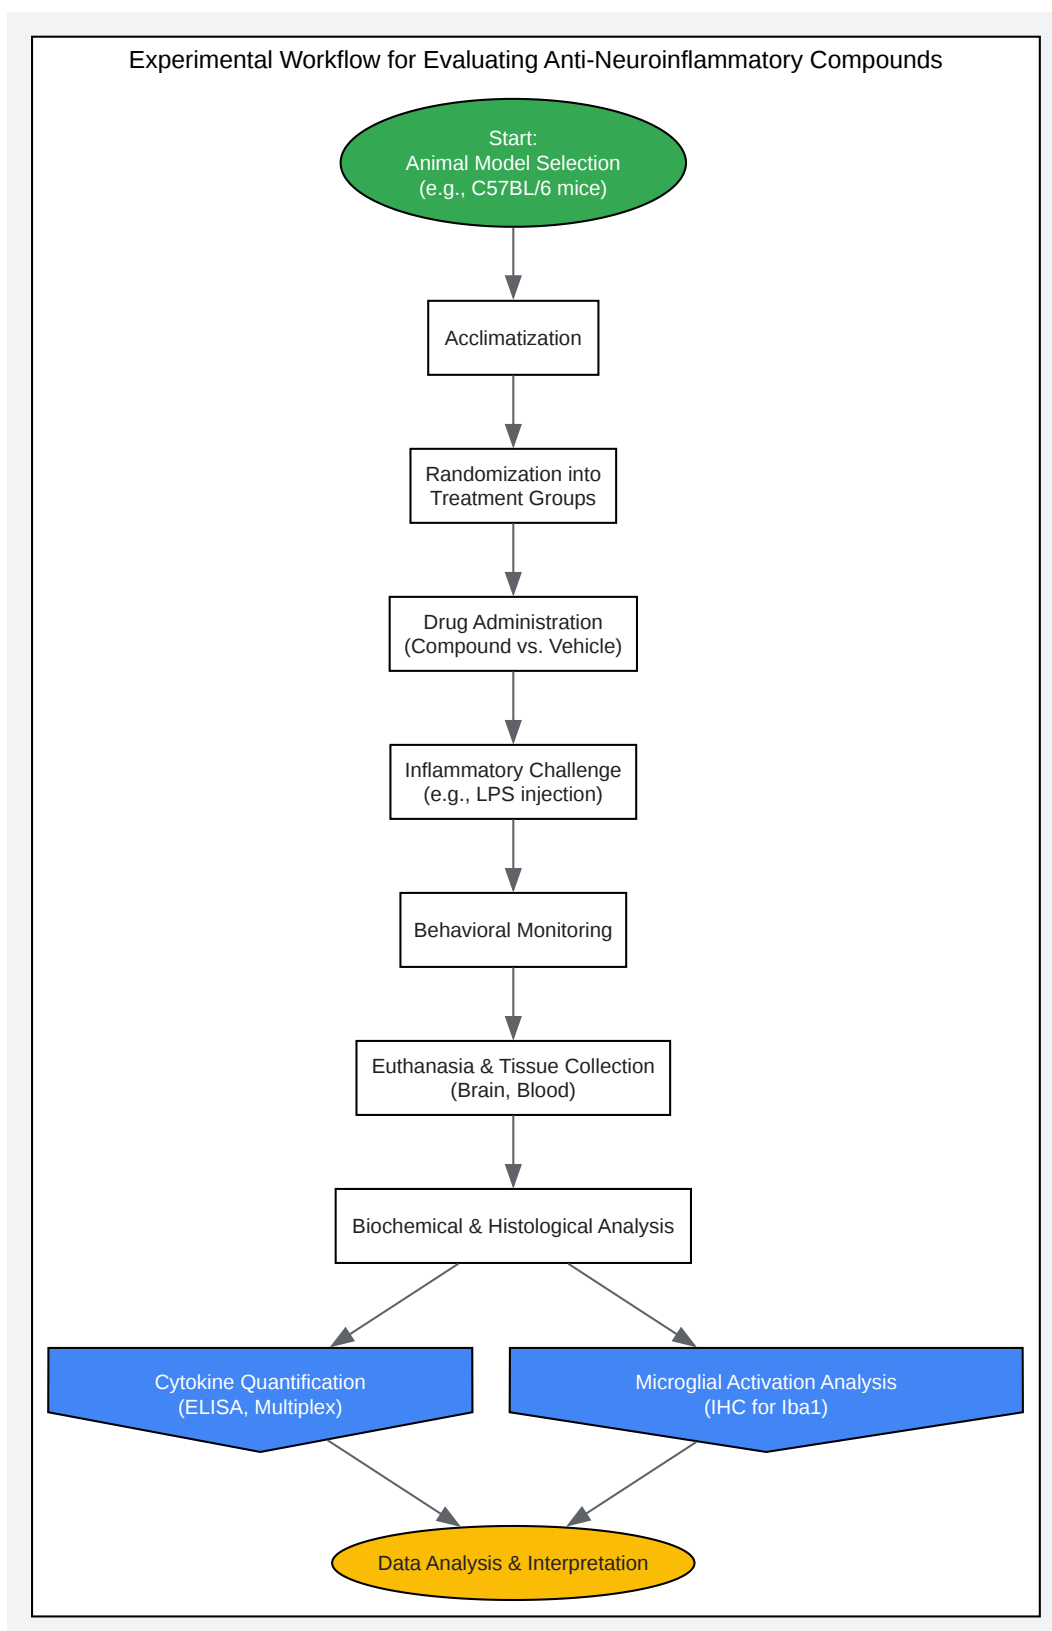 Experimental Workflow for Evaluating Anti-Neuroinflammatory Compounds
Start:
Animal Model Selection
(e.g., C57BL/6 mice)
Acclimatization
Randomization into
Treatment Groups
Drug Administration
(Compound vs. Vehicle)
Inflammatory Challenge
(e.g., LPS injection)
Behavioral Monitoring
Euthanasia & Tissue Collection
(Brain, Blood)
Biochemical & Histological Analysis
Cytokine Quantification
(ELISA, Multiplex)
Microglial Activation Analysis
(IHC for Iba1)
Data Analysis & Interpretation